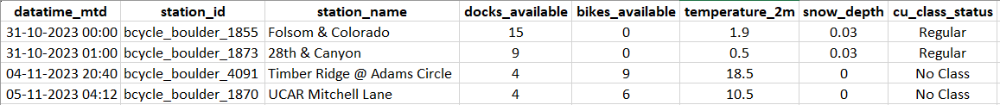 datatime_mtd station_id station_name docks_available bikes_available temperature_2m snow_depth cu_class_status
31-10-2023 00:00 bcycle_boulder_1855 Folsom & Colorado 15 0 1.9 0.03 Regular
31-10-2023 01:00 bcycle_boulder_1873 28th & Canyon 9 0 0.5 0.03 Regular
04-11-2023 20:40 bcycle_boulder_4091 Timber Ridge @ Adams Circle 4 9 18.5 0 No Class
05-11-2023 04:12 bcycle_boulder_1870 UCAR Mitchell Lane 4 6 10.5 0 No Class